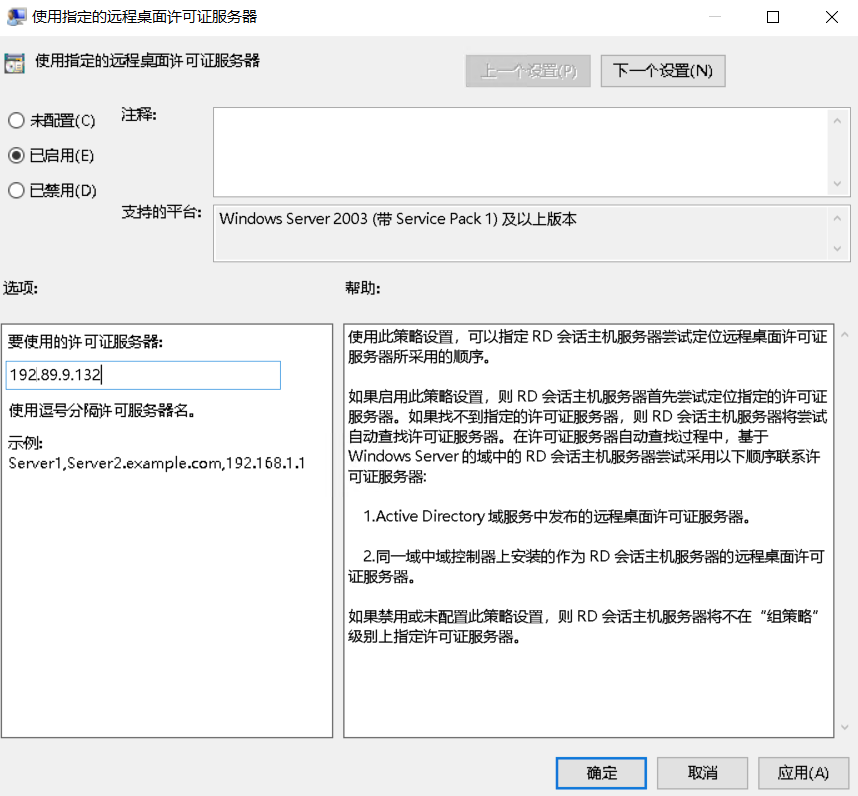 使用指定的远程桌面许可证服务器
使用指定的远程桌面许可证服务器
上一个设置(P)
下一个设置(N)
未配置(C)
注释:
已启用(E)
已禁用(D)
支持的平台:
Windows Server 2003 (带 Service Pack 1) 及以上版本
选项:
帮助:
要使用的许可证服务器:
192.89.9.132
使用逗号分隔许可服务器名。
示例:
Server1,Server2.example.com,192.168.1.1
使用此策略设置，可以指定 RD 会话主机服务器尝试定位远程桌面许可证
服务器所采用的顺序。
如果启用此策略设置，则 RD 会话主机服务器首先尝试定位指定的许可证
服务器。如果找不到指定的许可证服务器，则 RD 会话主机服务器将尝试
自动查找许可证服务器。在许可证服务器自动查找过程中，基于
Windows Server 的域中的 RD 会话主机服务器尝试采用以下顺序联系许
可证服务器:
1.Active Directory 域服务中发布的远程桌面许可证服务器。
2.同一域中域控制器上安装的作为 RD 会话主机服务器的远程桌面许可
证服务器。
如果禁用或未配置此策略设置，则 RD 会话主机服务器将不在“组策略”
级别上指定许可证服务器。
确定
取消
应用(A)